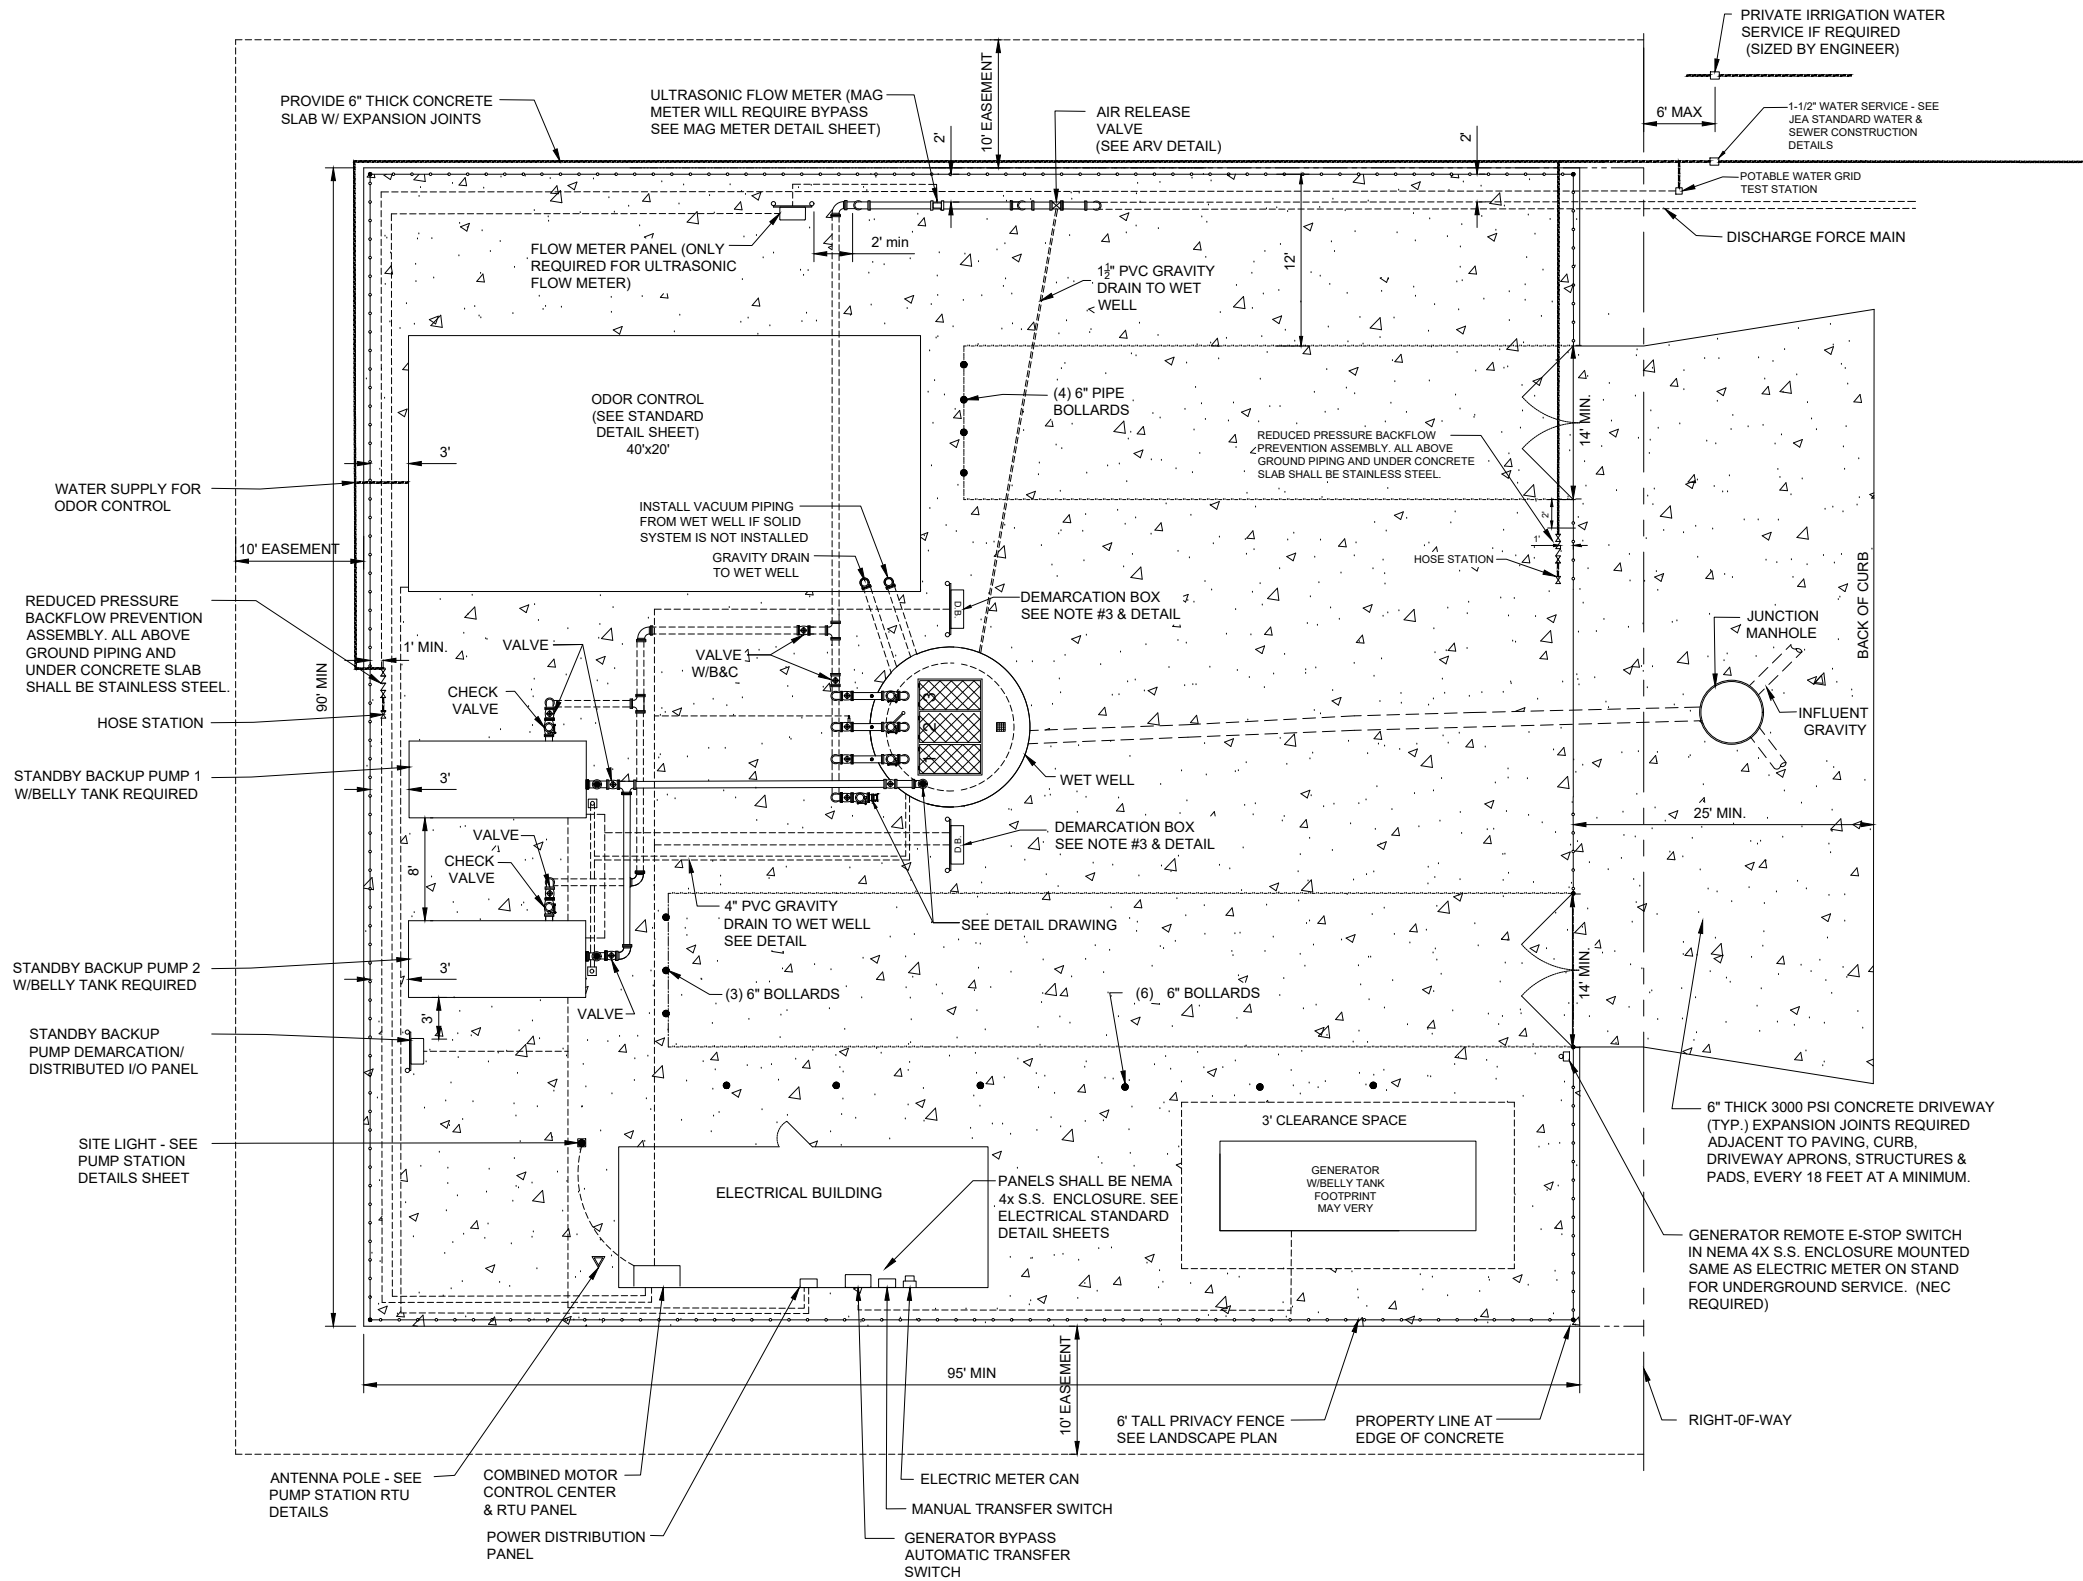 PRIVATE IRRIGATION WATER
SERVICE IF REQUIRED
(SIZED BY ENGINEER)
10' EASEMENT
PROVIDE 6" THICK CONCRETE
SLAB W/ EXPANSION JOINTS
ULTRASONIC FLOW METER (MAG
METER WILL REQUIRE BYPASS
SEE MAG METER DETAIL SHEET)
2'
AIR RELEASE
VALVE
(SEE ARV DETAIL)
2'
6' MAX
1-1/2" WATER SERVICE - SEE
JEA STANDARD WATER &
SEWER CONSTRUCTION
DETAILS
POTABLE WATER GRID
TEST STATION
DISCHARGE FORCE MAIN
FLOW METER PANEL (ONLY
REQUIRED FOR ULTRASONIC
FLOW METER)
2' min
1½" PVC GRAVITY
DRAIN TO WET
WELL
12'
ODOR CONTROL
(SEE STANDARD
DETAIL SHEET)
40'x20'
3'
(4) 6" PIPE
BOLLARDS
14' MIN.
REDUCED PRESSURE BACKFLOW
PREVENTION ASSEMBLY. ALL ABOVE
GROUND PIPING AND UNDER CONCRETE
SLAB SHALL BE STAINLESS STEEL.
WATER SUPPLY FOR
ODOR CONTROL
INSTALL VACUUM PIPING
FROM WET WELL IF SOLID
SYSTEM IS NOT INSTALLED
GRAVITY DRAIN
TO WET WELL
2'
1'
HOSE STATION
10' EASEMENT
BACK OF CURB
REDUCED PRESSURE
BACKFLOW PREVENTION
ASSEMBLY. ALL ABOVE
GROUND PIPING AND
UNDER CONCRETE SLAB
SHALL BE STAINLESS STEEL.
1' MIN.
D.B.
DEMARCATION BOX
SEE NOTE #3 & DETAIL
JUNCTION
MANHOLE
VALVE
VALVE
W/B&C
90' MIN
CHECK
VALVE
3
2
1
INFLUENT
GRAVITY
HOSE STATION
STANDBY BACKUP PUMP 1
W/BELLY TANK REQUIRED
3'
WET WELL
25' MIN.
VALVE
CHECK
VALVE
8'
D.B.
DEMARCATION BOX
SEE NOTE #3 & DETAIL
4" PVC GRAVITY
DRAIN TO WET WELL
SEE DETAIL
SEE DETAIL DRAWING
STANDBY BACKUP PUMP 2
W/BELLY TANK REQUIRED
3'
(3) 6" BOLLARDS
(6) 6" BOLLARDS
14' MIN.
VALVE
3'
STANDBY BACKUP
PUMP DEMARCATION/
DISTRIBUTED I/O PANEL
6" THICK 3000 PSI CONCRETE DRIVEWAY
(TYP.) EXPANSION JOINTS REQUIRED
ADJACENT TO PAVING, CURB,
DRIVEWAY APRONS, STRUCTURES &
PADS, EVERY 18 FEET AT A MINIMUM.
3' CLEARANCE SPACE
SITE LIGHT - SEE
PUMP STATION
DETAILS SHEET
ELECTRICAL BUILDING
PANELS SHALL BE NEMA
4x S.S. ENCLOSURE. SEE
ELECTRICAL STANDARD
DETAIL SHEETS
GENERATOR
W/BELLY TANK
FOOTPRINT
MAY VERY
GENERATOR REMOTE E-STOP SWITCH
IN NEMA 4X S.S. ENCLOSURE MOUNTED
SAME AS ELECTRIC METER ON STAND
FOR UNDERGROUND SERVICE. (NEC
REQUIRED)
95' MIN
10' EASEMENT
6' TALL PRIVACY FENCE
SEE LANDSCAPE PLAN
PROPERTY LINE AT
EDGE OF CONCRETE
RIGHT-0F-WAY
ANTENNA POLE - SEE
PUMP STATION RTU
DETAILS
COMBINED MOTOR
CONTROL CENTER
& RTU PANEL
POWER DISTRIBUTION
PANEL
ELECTRIC METER CAN
MANUAL TRANSFER SWITCH
GENERATOR BYPASS
AUTOMATIC TRANSFER
SWITCH